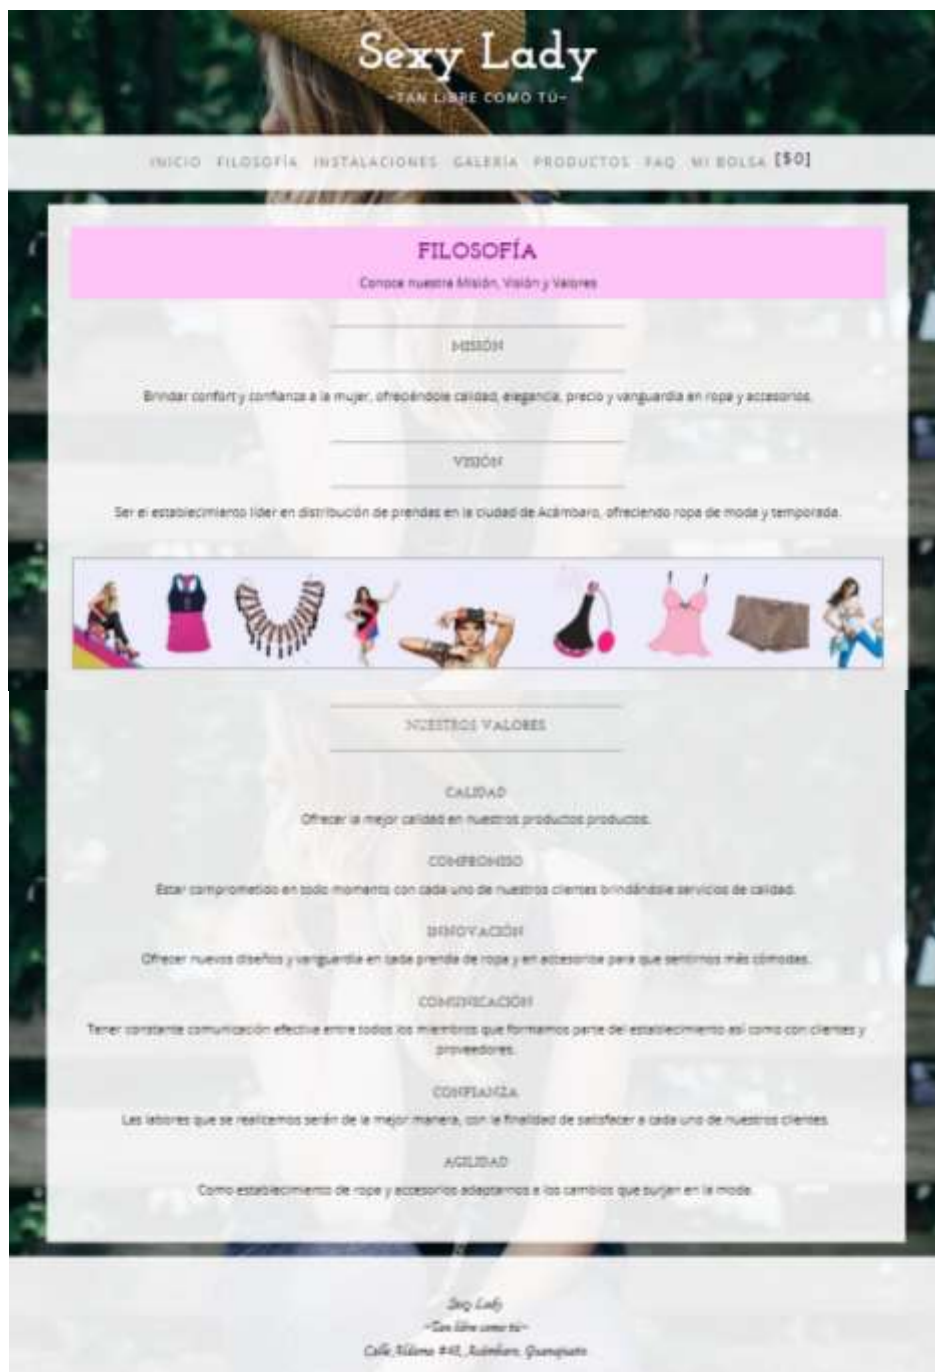 Sexy Lady
~TAN LIBRE COMO TÚ~
INICIO FILOSOFÍA INSTALACIONES GALERÍA PRODUCTOS FAQ MI BOLSA [$0]
FILOSOFÍA
Conoce nuestra Misión, Visión y Valores
MISIÓN
Brindar confort y confianza a la mujer, ofreciéndole calidad, elegancia, precio y vanguardia en ropa y accesorios.
VISIÓN
Ser el establecimiento líder en distribución de prendas en la ciudad de Acámbaro, ofreciendo ropa de moda y temporada.
NUESTROS VALORES
CALIDAD
Ofrecer la mejor calidad en nuestros productos productos.
COMPROMISO
Estar comprometido en todo momento con cada uno de nuestros clientes brindándole servicios de calidad.
INNOVACIÓN
Ofrecer nuevos diseños y vanguardia en cada prenda de ropa y en accesorios para que sentirnos más cómodas.
COMUNICACIÓN
Tener constante comunicación efectiva entre todos los miembros que formamos parte del establecimiento así como con clientes y
proveedores.
CONFIANZA
Las labores que se realicemos serán de la mejor manera, con la finalidad de satisfacer a cada uno de nuestros clientes.
AGILIDAD
Como establecimiento de ropa y accesorios adaptarnos a los cambios que surjan en la moda.
Sexy Lady
~Tan libre como tú~
Calle Aldama Acámbaro, Guanajuato